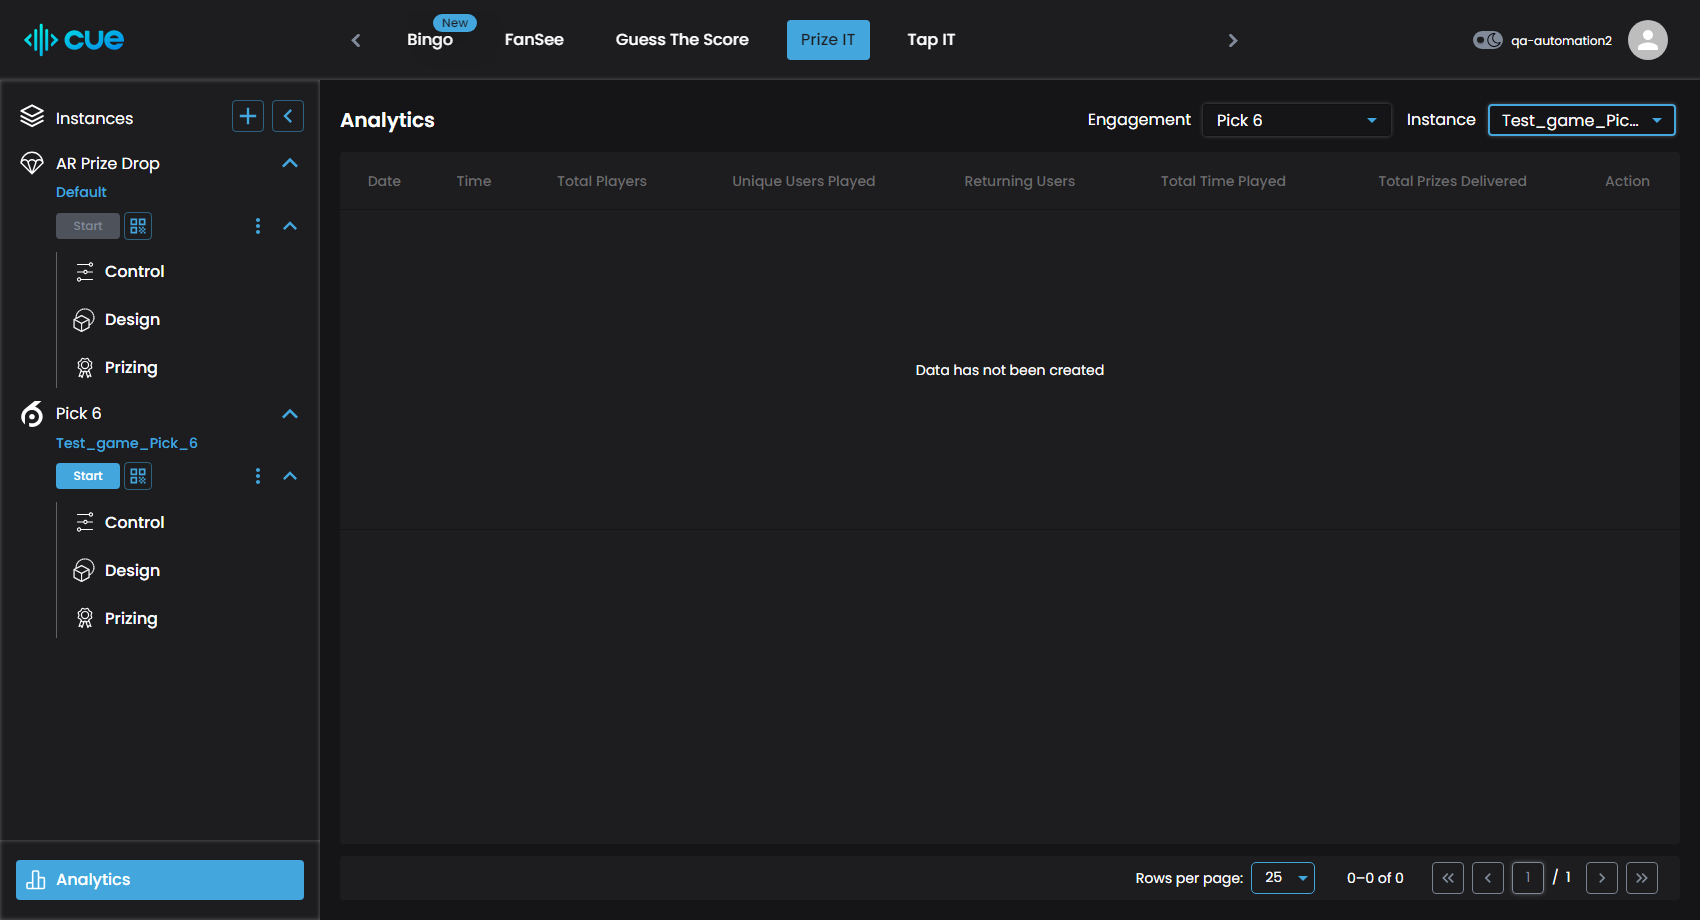 cue
New
Bingo
FanSee
Guess The Score
Prize IT
Tap IT
qa-automation2
Instances
AR Prize Drop
Default
Start
Control
Design
Prizing
Pick 6
Test_game_Pick_6
Start
Control
Design
Prizing
Analytics
Analytics
Engagement
Pick 6
Instance
Test_game_Pic...
Date
Time
Total Players
Unique Users Played
Returning Users
Total Time Played
Total Prizes Delivered
Action
Data has not been created
Rows per page:
25
0–0 of 0
1
/ 1